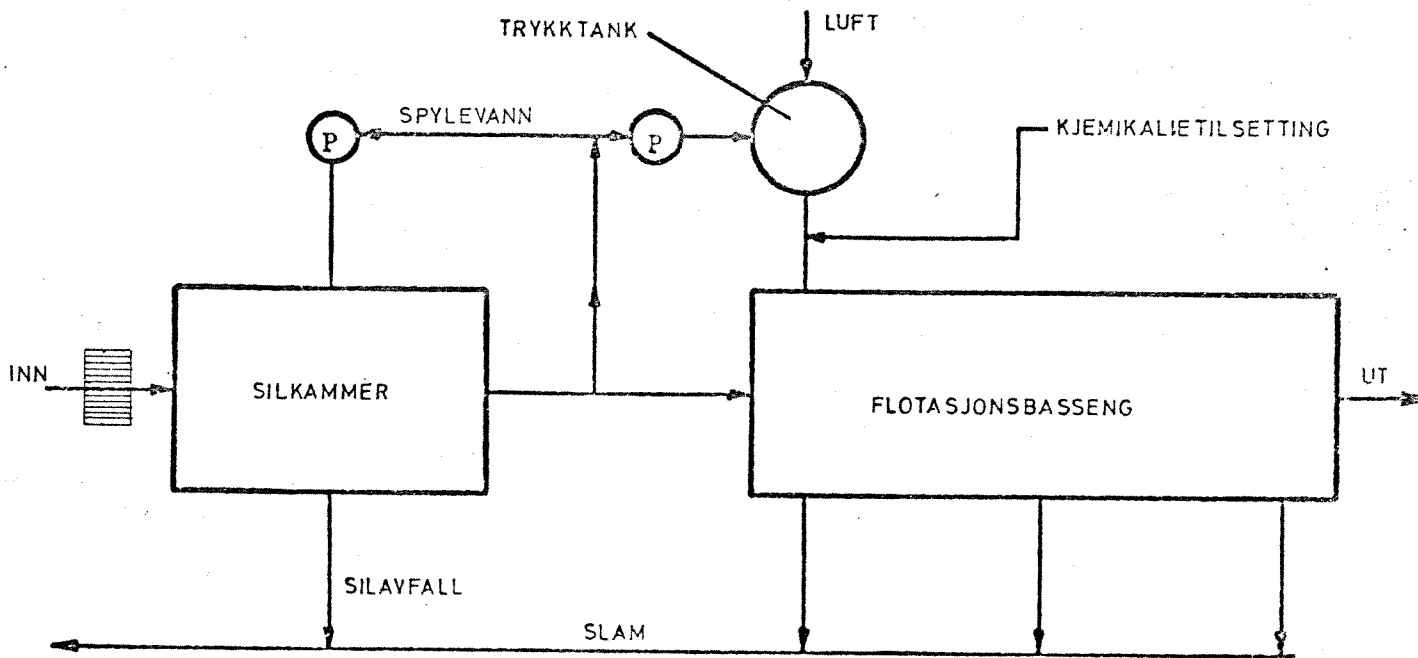 TRYKKTANK
LUFT
SPYLEVANN
P
P
KJEMIKALIETILSETTING
INN
SILKAMMER
FLOTASJONSBASSENG
UT
SILAVFALL
SLAM